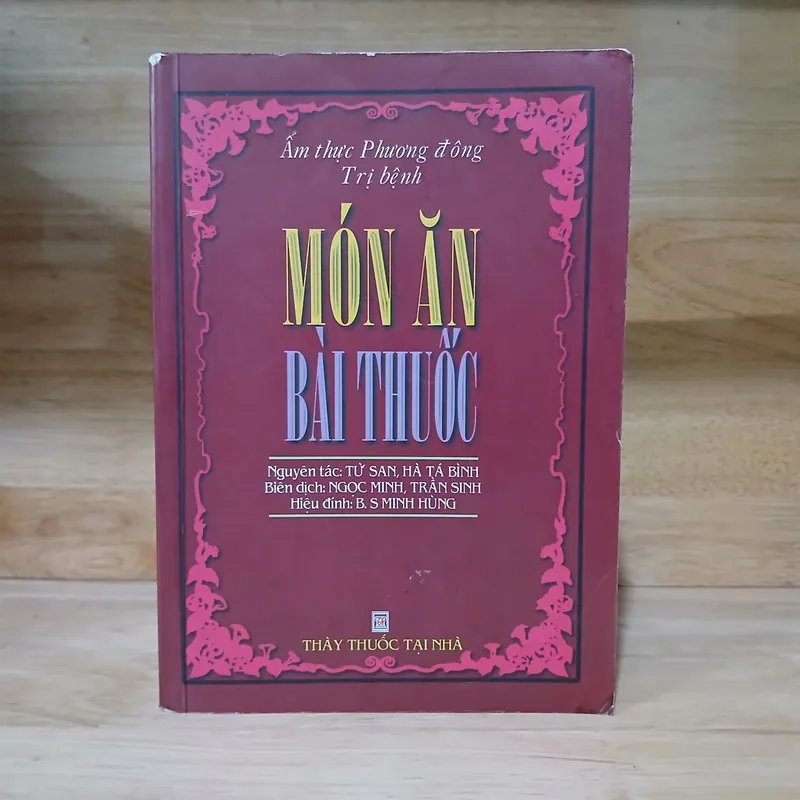 Ẩm thực Phương đông
Trị bệnh
MÓN ĂN
BÀI THUỐC
Nguyên tác: TỬ SAN, HÀ TÁ BÌNH
Biên dịch: NGỌC MINH, TRẦN SINH
Hiệu đính: B. S MINH HÙNG
THẦY THUỐC TẠI NHÀ